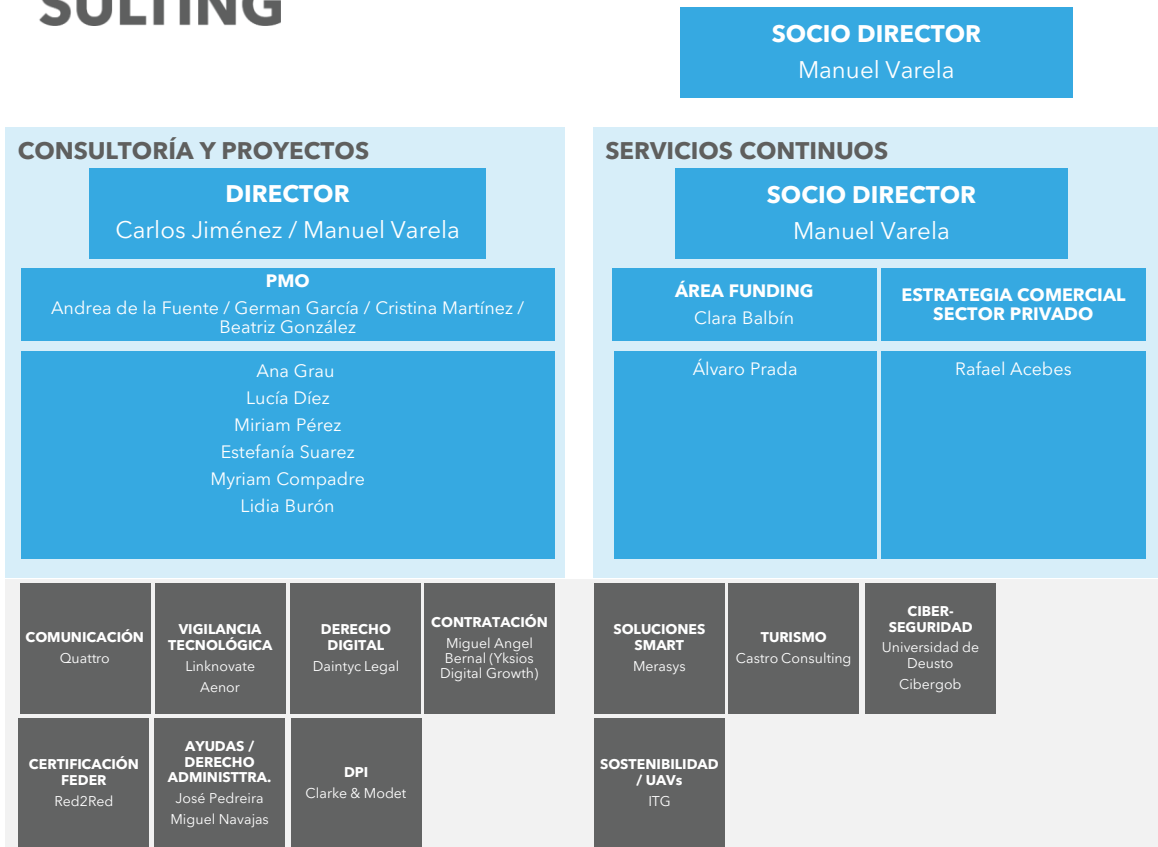 SULTING
SOCIO DIRECTOR
Manuel Varela
CONSULTORÍA Y PROYECTOS
DIRECTOR
Carlos Jiménez / Manuel Varela
PMO
Andrea de la Fuente / German García / Cristina Martínez /
Beatriz González
Ana Grau
Lucía Díez
Miriam Pérez
Estefanía Suarez
Myriam Compadre
Lidia Burón
SERVICIOS CONTINUOS
SOCIO DIRECTOR
Manuel Varela
ÁREA FUNDING
Clara Balbín
ESTRATEGIA COMERCIAL
SECTOR PRIVADO
Álvaro Prada
Rafael Acebes
COMUNICACIÓN
Quattro
VIGILANCIA
TECNOLÓGICA
Linknovate
Aenor
DERECHO
DIGITAL
Daintyc Legal
CONTRATACIÓN
Miguel Angel
Bernal (Yksios
Digital Growth)
SOLUCIONES
SMART
Merasys
TURISMO
Castro Consulting
CIBER-
SEGURIDAD
Universidad de
Deusto
Cibergob
CERTIFICACIÓN
FEDER
Red2Red
AYUDAS /
DERECHO
ADMINISTTRA.
José Pedreira
Miguel Navajas
DPI
Clarke & Modet
SOSTENIBILIDAD
/ UAVs
ITG